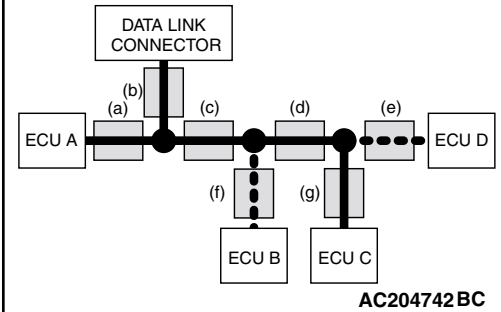 DATA LINK
CONNECTOR
(b)
(a)
(c)
(d)
(e)
ECU A
ECU D
(f)
(g)
ECU B
ECU C
AC204742 BC